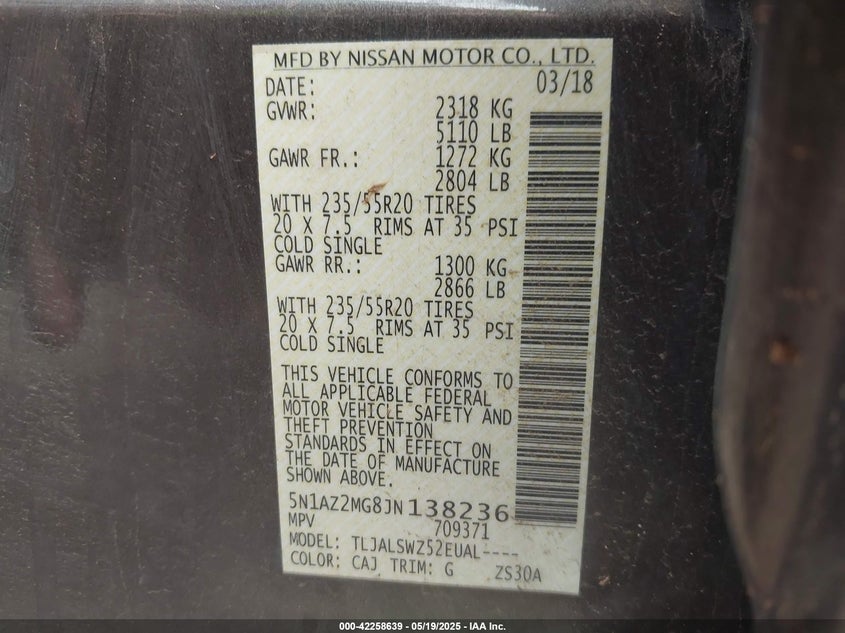 MFD BY NISSAN MOTOR CO., LTD.
DATE: 03/18
GVWR: 2318 KG
5110 LB
GAWR FR.: 1272 KG
2804 LB
WITH 235/55R20 TIRES
20 X 7.5 RIMS AT 35 PSI
COLD SINGLE
GAWR RR.: 1300 KG
2866 LB
WITH 235/55R20 TIRES
20 X 7.5 RIMS AT 35 PSI
COLD SINGLE
THIS VEHICLE CONFORMS TO
ALL APPLICABLE FEDERAL
MOTOR VEHICLE SAFETY AND
THEFT PREVENTION
STANDARDS IN EFFECT ON
THE DATE OF MANUFACTURE
SHOWN ABOVE.
5N1AZ2MG8JN138236
MPV 709371
MODEL: TLJALSWZ52EUAL----
COLOR: CAJ TRIM: G ZS30A
000-42258639 - 05/19/2025 - IAA Inc.